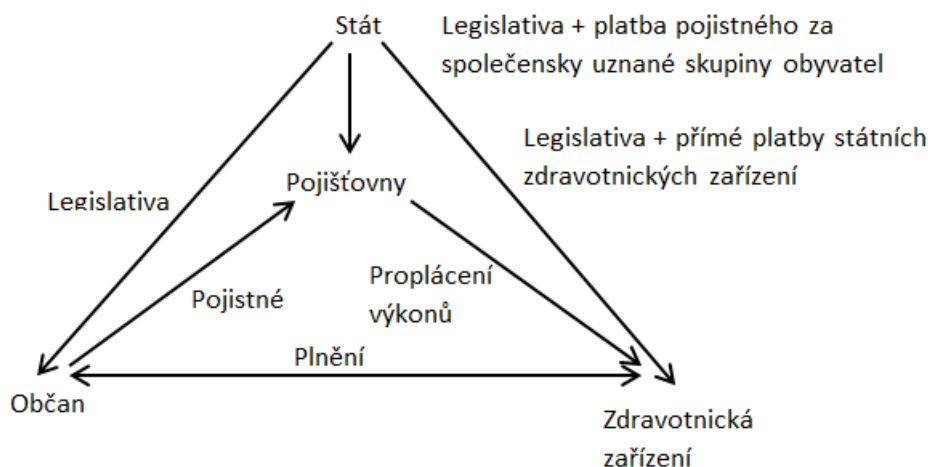 Stát
Legislativa + platba pojistného za
společensky uznané skupiny obyvatel
Legislativa + přímé platby státních
zdravotnických zařízení
Pojišťovny
Legislativa
Proplácení
výkonů
Pojistné
Plnění
Občan
Zdravotnická
zařízení